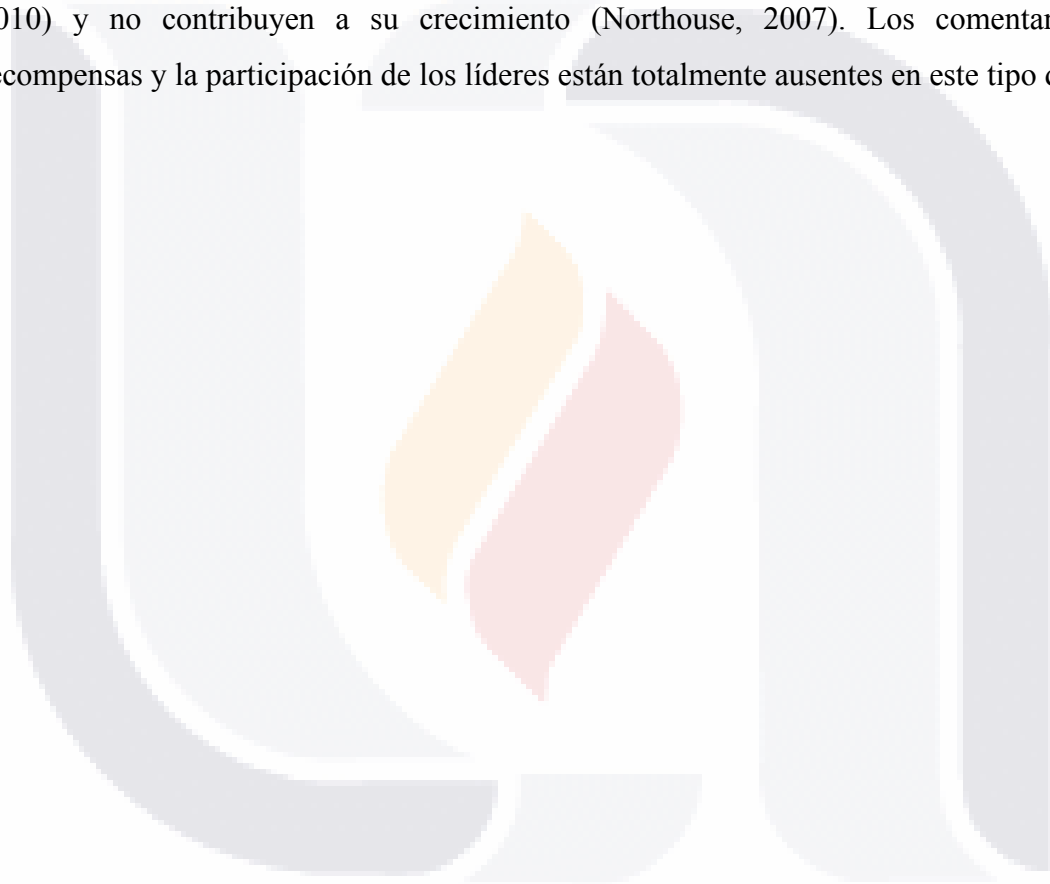 010) y no contribuyen a su crecimiento (Northouse, 2007). Los comentar
ecompensas y la participación de los líderes están totalmente ausentes en este tipo